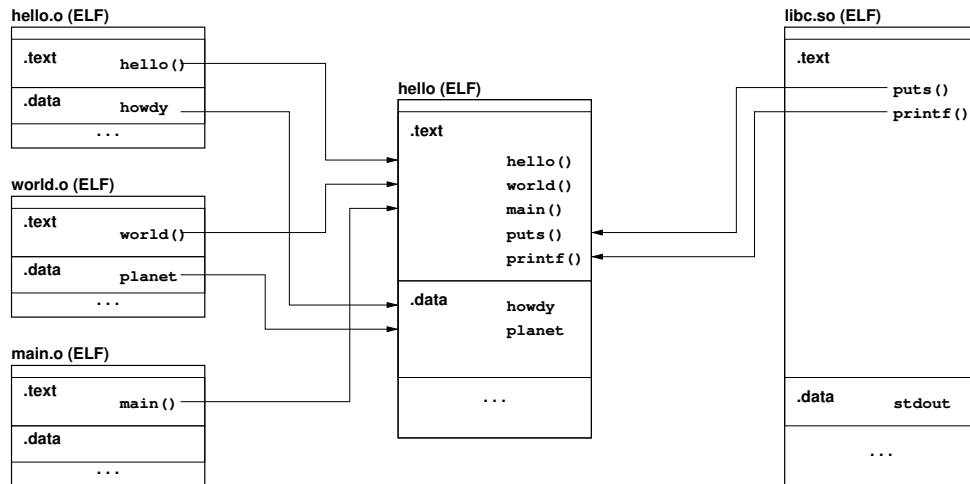 hello.o (ELF)
.text
hello()
.data
howdy
...
world.o (ELF)
.text
world()
.data
planet
...
main.o (ELF)
.text
main()
.data
...
hello (ELF)
.text
hello()
world()
main()
puts()
printf()
.data
howdy
planet
...
libc.so (ELF)
.text
puts()
printf()
.data
stdout
...